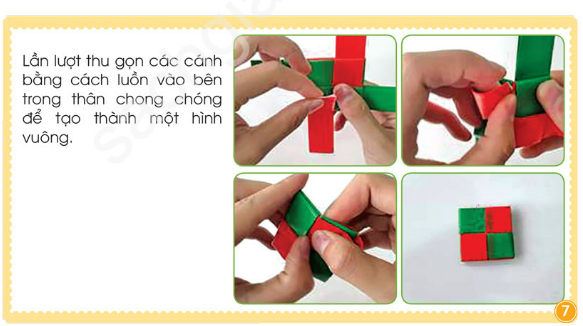 Lần lượt thu gọn các cánh
bằng cách luồn vào bên
trong thân chong chóng
để tạo thành một hình
vuông.
7